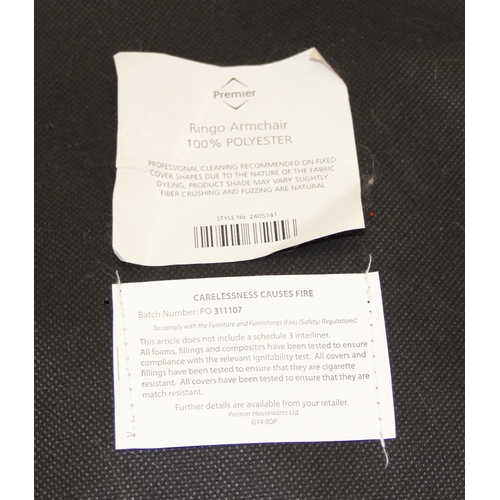 Premier
Ringo Armchair
100% POLYESTER
PROFESSIONAL CLEANING RECOMMENDED ON FIXED
COVER SHAPES DUE TO THE NATURE OF THE FABRIC
DYEING, PRODUCT SHADE MAY VARY SLIGHTLY
FIBER CRUSHING AND FUZZING ARE NATURAL
STYLE No. 2405141
CARELESSNESS CAUSES FIRE
Batch Number: PO 311107
To comply with the Furniture and Furnishings (Fire) (Safety) Regulations:
This article does not include a schedule 3 interliner.
All foams, fillings and composites have been tested to ensure
compliance with the relevant ignitability test. All covers and
fillings have been tested to ensure that they are cigarette
resistant. All covers have been tested to ensure that they are
match resistant.
Further details are available from your retailer.
Premier Housewares Ltd
G14 0QP